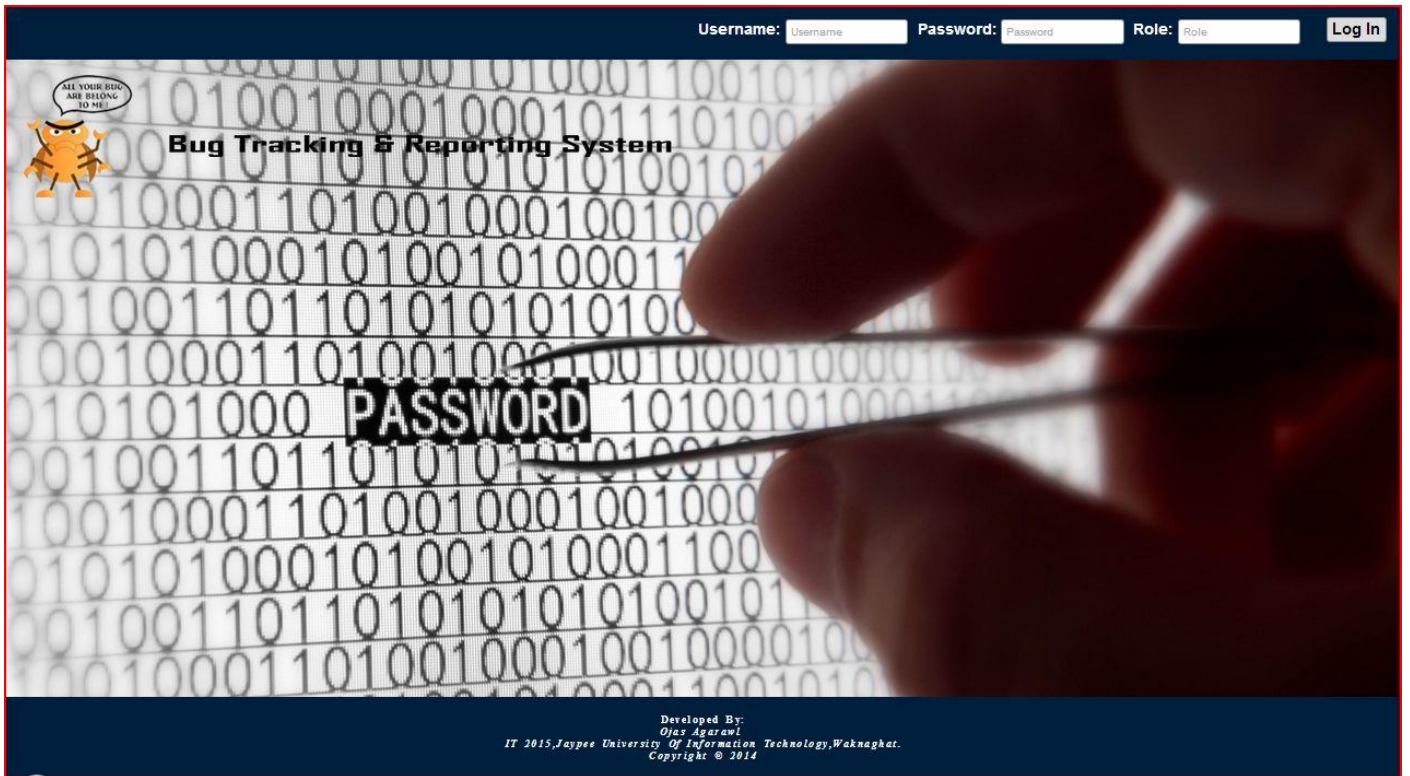 Username: Username Password: Password Role: Role Log In
ALL YOUR BUG
ARE BELONG
TO ME !
Bug Tracking & Reporting System
PASSWORD
Developed By:
Ojas Agarawl
IT 2015,Jaypee University Of Information Technology,Waknaghat.
Copyright © 2014